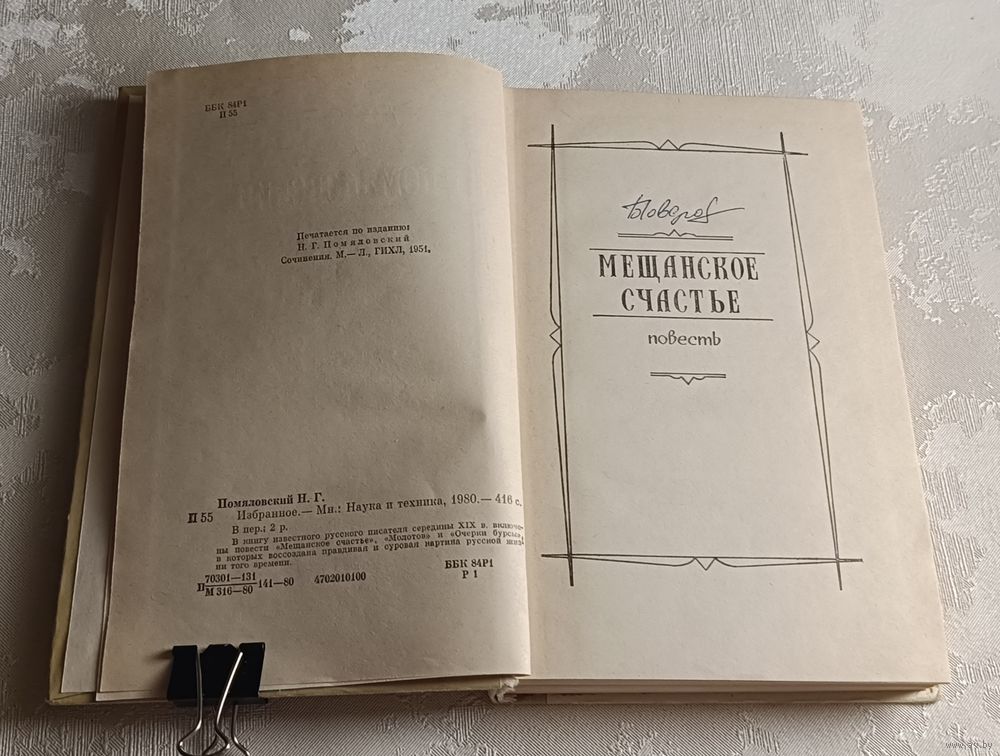 ББК 84Р1
П 55
Печатается по изданию:
Н. Г. Помяловский
Сочинения. М.— Л., ГИХЛ, 1951.
Помяловский Н. Г.
П 55 Избранное.— Мн.: Наука и техника, 1980.— 416 с.
В пер.: 2 р.
В книгу известного русского писателя середины XIX в. включе-
ны повести «Мещанское счастье», «Молотов» и «Очерки бурсы»,
в которых воссоздана правдивая и суровая картина русской жиз-
ни того времени.
П 70301—131 141—80 4702010100 ББК 84Р1
М 316—80 Р 1
МЕЩАНСКОЕ
СЧАСТЬЕ
повесть
www.ay.by